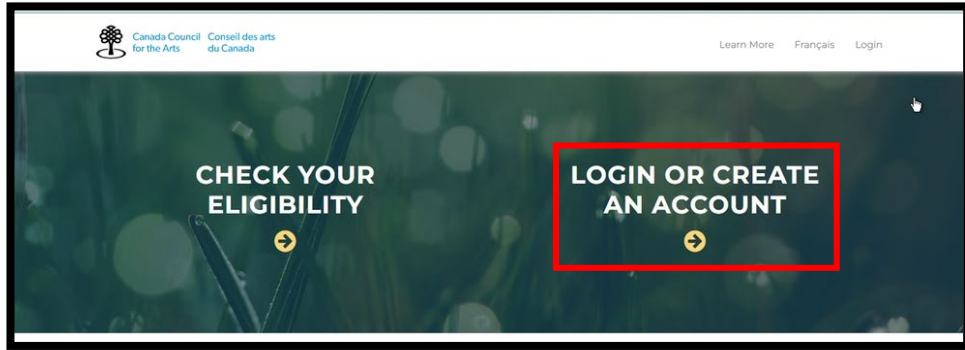 Canada Council Conseil des arts
for the Arts du Canada
Learn More Français Login
CHECK YOUR
ELIGIBILITY
LOGIN OR CREATE
AN ACCOUNT